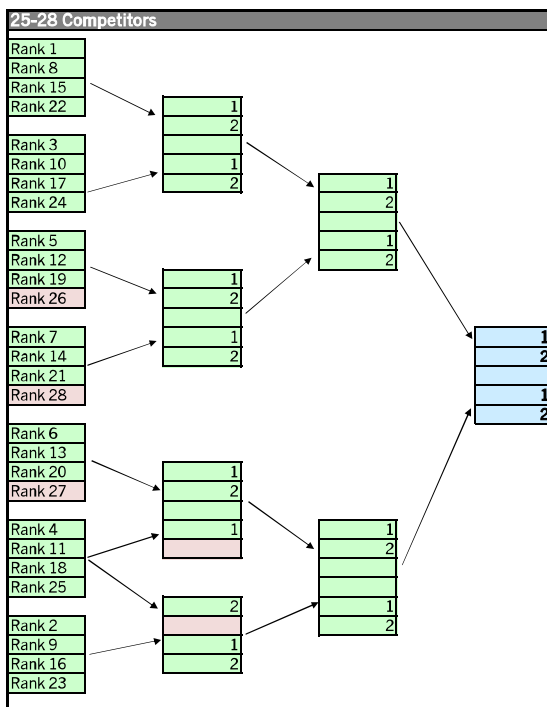 25-28 Competitors
Rank 1
Rank 8
Rank 15
Rank 22
Rank 3
Rank 10
Rank 17
Rank 24
Rank 5
Rank 12
Rank 19
Rank 26
Rank 7
Rank 14
Rank 21
Rank 28
Rank 6
Rank 13
Rank 20
Rank 27
Rank 4
Rank 11
Rank 18
Rank 25
Rank 2
Rank 9
Rank 16
Rank 23
1
2
1
2
1
2
1
2
1
2
1
2
1
2
1
2
1
2
1
2
1
2
1
2
1
2